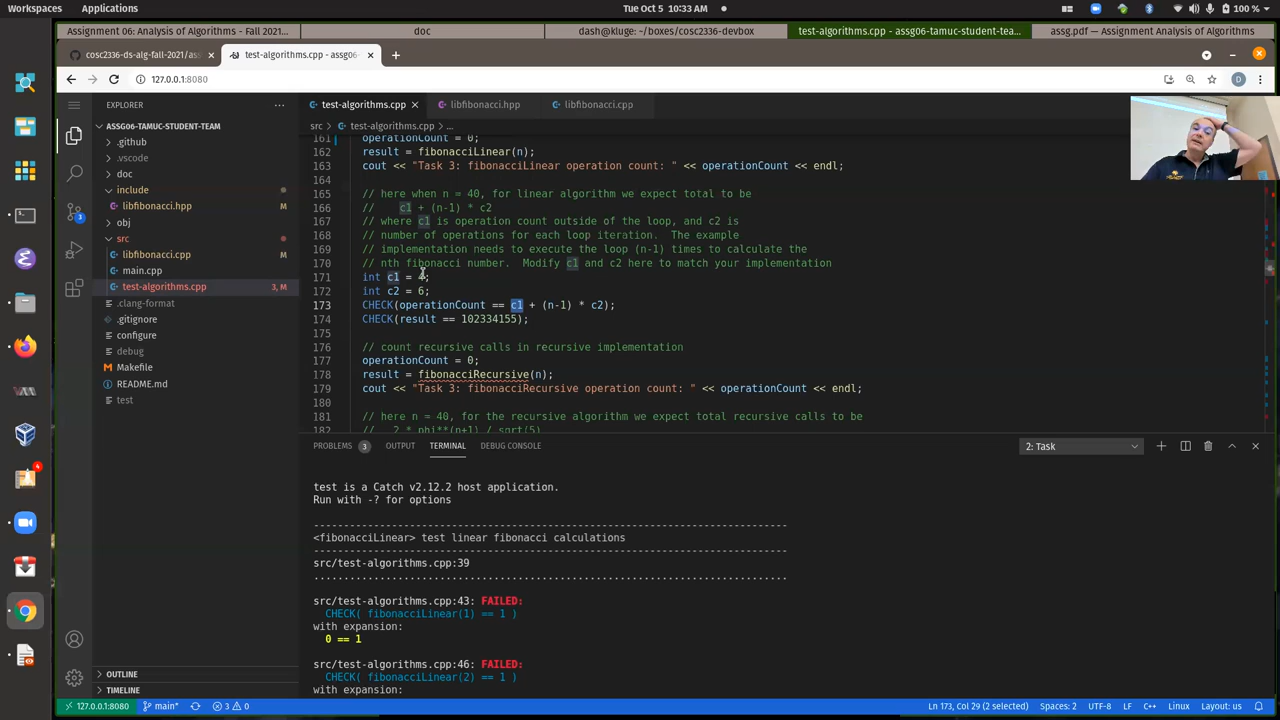 Workspaces
Applications
Tue Oct 5 10:33 AM
100 %
Assignment 06: Analysis of Algorithms - Fall 2021...
doc
dash@kluge: ~/boxes/cosc2336-devbox
test-algorithms.cpp - assg06-tamuc-student-tea...
assg.pdf — Assignment Analysis of Algorithms
cosc2336-ds-alg-fall-2021/as
test-algorithms.cpp - assg06
127.0.0.1:8080
D
EXPLORER
test-algorithms.cpp
libfibonacci.hpp
libfibonacci.cpp
src > test-algorithms.cpp > ...
ASSG06-TAMUC-STUDENT-TEAM
.github
.vscode
doc
include
libfibonacci.hpp M
obj
src
libfibonacci.cpp M
main.cpp
test-algorithms.cpp 3, M
.clang-format
.gitignore
configure
debug
Makefile
README.md
test
OUTLINE
TIMELINE
3
4
161 operationCount = 0;
162 result = fibonacciLinear(n);
163 cout << "Task 3: fibonacciLinear operation count: " << operationCount << endl;
164
165 // here when n = 40, for linear algorithm we expect total to be
166 //    c1 + (n-1) * c2
167 // where c1 is operation count outside of the loop, and c2 is
168 // number of operations for each loop iteration.  The example
169 // implementation needs to execute the loop (n-1) times to calculate the
170 // nth fibonacci number.  Modify c1 and c2 here to match your implementation
171 int c1 = 4;
172 int c2 = 6;
173 CHECK(operationCount == c1 + (n-1) * c2);
174 CHECK(result == 102334155);
175
176 // count recursive calls in recursive implementation
177 operationCount = 0;
178 result = fibonacciRecursive(n);
179 cout << "Task 3: fibonacciRecursive operation count: " << operationCount << endl;
180
181 // here n = 40, for the recursive algorithm we expect total recursive calls to be
182 //    2 * phi**(n+1) / sqrt(5)
PROBLEMS 3
OUTPUT
TERMINAL
DEBUG CONSOLE
2: Task
test is a Catch v2.12.2 host application.
Run with -? for options
-------------------------------------------------------------------------------
<fibonacciLinear> test linear fibonacci calculations
-------------------------------------------------------------------------------
src/test-algorithms.cpp:39
...............................................................................
src/test-algorithms.cpp:43: FAILED:
CHECK( fibonacciLinear(1) == 1 )
with expansion:
0 == 1
src/test-algorithms.cpp:46: FAILED:
CHECK( fibonacciLinear(2) == 1 )
with expansion:
127.0.0.1:8080
main*
3 0
Ln 173, Col 29 (2 selected)
Spaces: 2
UTF-8
LF
C++
Linux
Layout: us